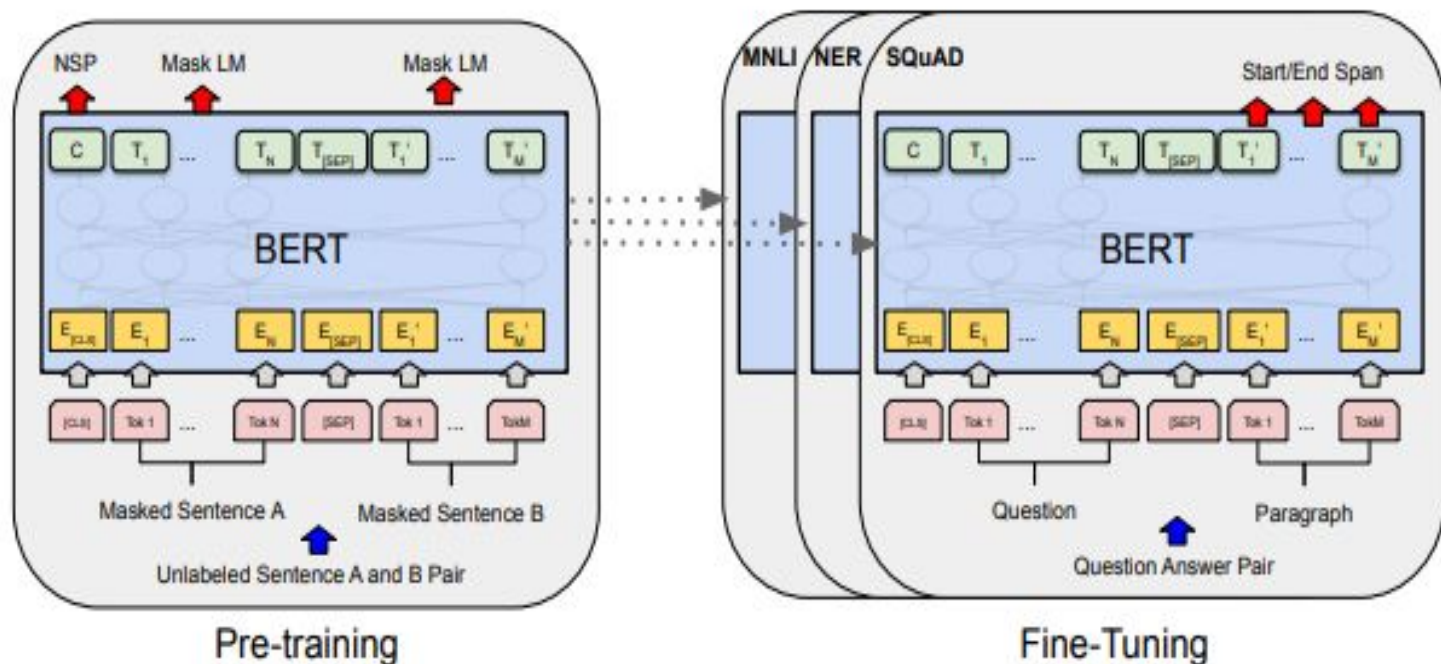 NSP Mask LM Mask LM
C T1 ... TN T[SEP] T1' ... TM'
BERT
E[CLS] E1 ... EN E[SEP] E1' ... EM'
[CLS] Tok 1 ... Tok N [SEP] Tok 1 ... TokM
Masked Sentence A Masked Sentence B
Unlabeled Sentence A and B Pair
Pre-training
MNLI NER SQuAD
Start/End Span
C T1 ... TN T[SEP] T1' ... TM'
BERT
E[CLS] E1 ... EN E[SEP] E1' ... EM'
[CLS] Tok 1 ... Tok N [SEP] Tok 1 ... TokM
Question Paragraph
Question Answer Pair
Fine-Tuning